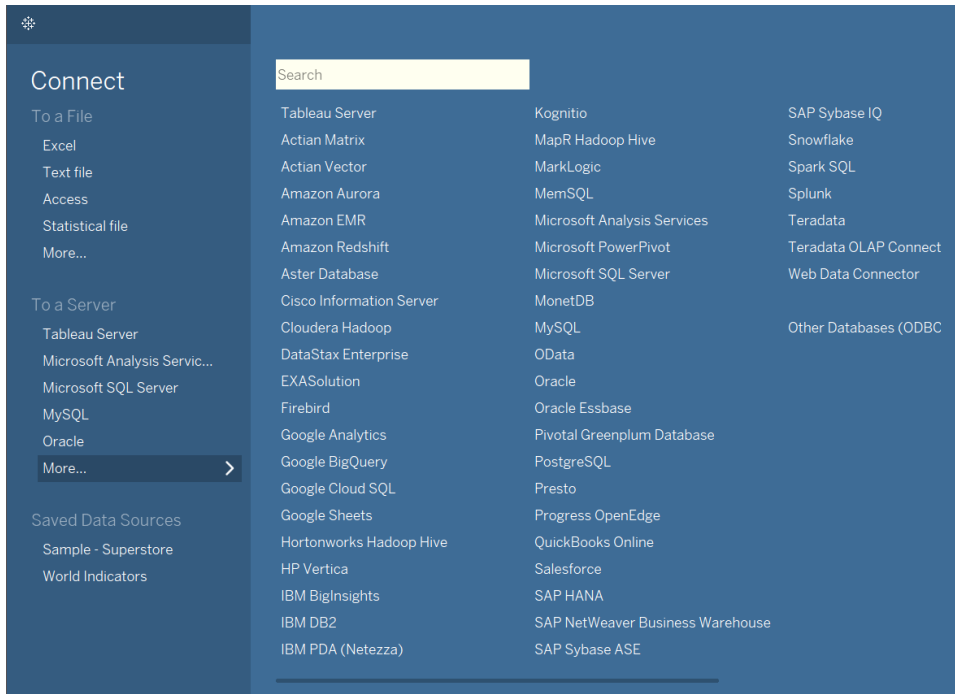 Connect
To a File
Excel
Text file
Access
Statistical file
More...
To a Server
Tableau Server
Microsoft Analysis Servic...
Microsoft SQL Server
MySQL
Oracle
More...
Saved Data Sources
Sample - Superstore
World Indicators
Search
Tableau Server
Actian Matrix
Actian Vector
Amazon Aurora
Amazon EMR
Amazon Redshift
Aster Database
Cisco Information Server
Cloudera Hadoop
DataStax Enterprise
EXASolution
Firebird
Google Analytics
Google BigQuery
Google Cloud SQL
Google Sheets
Hortonworks Hadoop Hive
HP Vertica
IBM BigInsights
IBM DB2
IBM PDA (Netezza)
Kognitio
MapR Hadoop Hive
MarkLogic
MemSQL
Microsoft Analysis Services
Microsoft PowerPivot
Microsoft SQL Server
MonetDB
MySQL
OData
Oracle
Oracle Essbase
Pivotal Greenplum Database
PostgreSQL
Presto
Progress OpenEdge
QuickBooks Online
Salesforce
SAP HANA
SAP NetWeaver Business Warehouse
SAP Sybase ASE
SAP Sybase IQ
Snowflake
Spark SQL
Splunk
Teradata
Teradata OLAP Connect
Web Data Connector
Other Databases (ODBC